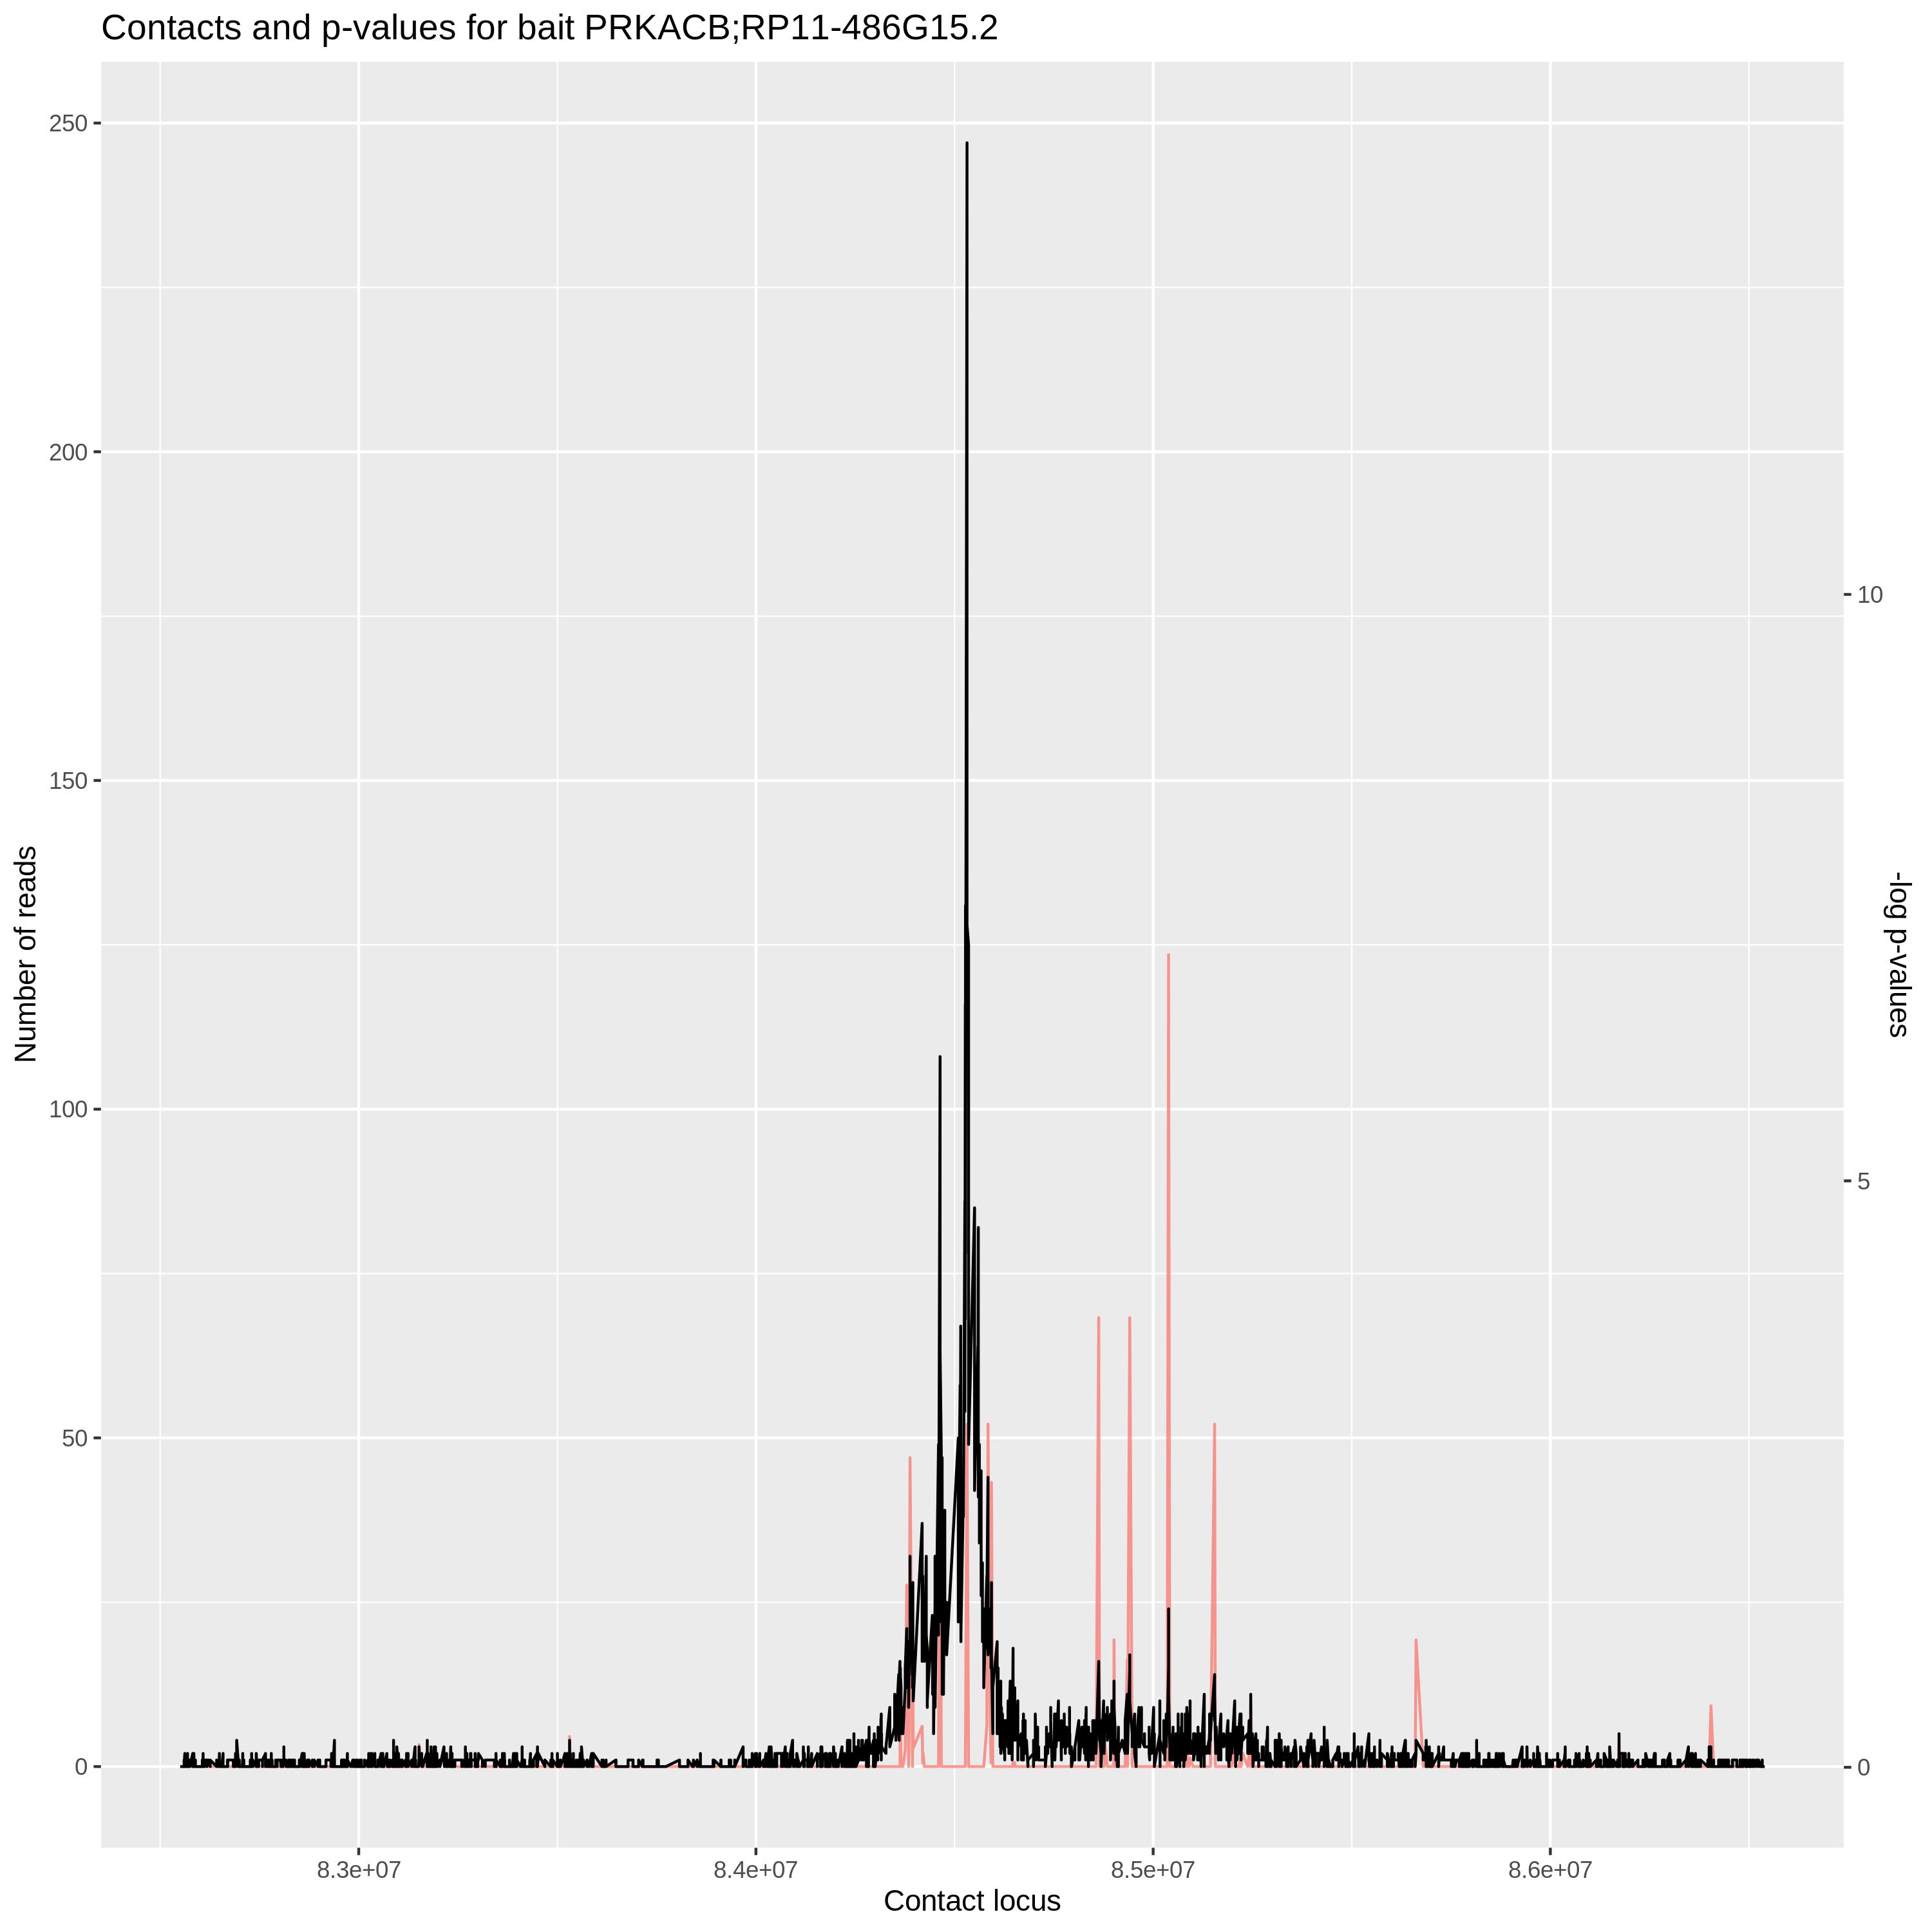 Contacts and p-values for bait PRKACB;RP11-486G15.2
250
200
150
100
50
0
Number of reads
10
5
0
-log p-values
8.3e+07
8.4e+07
8.5e+07
8.6e+07
Contact locus